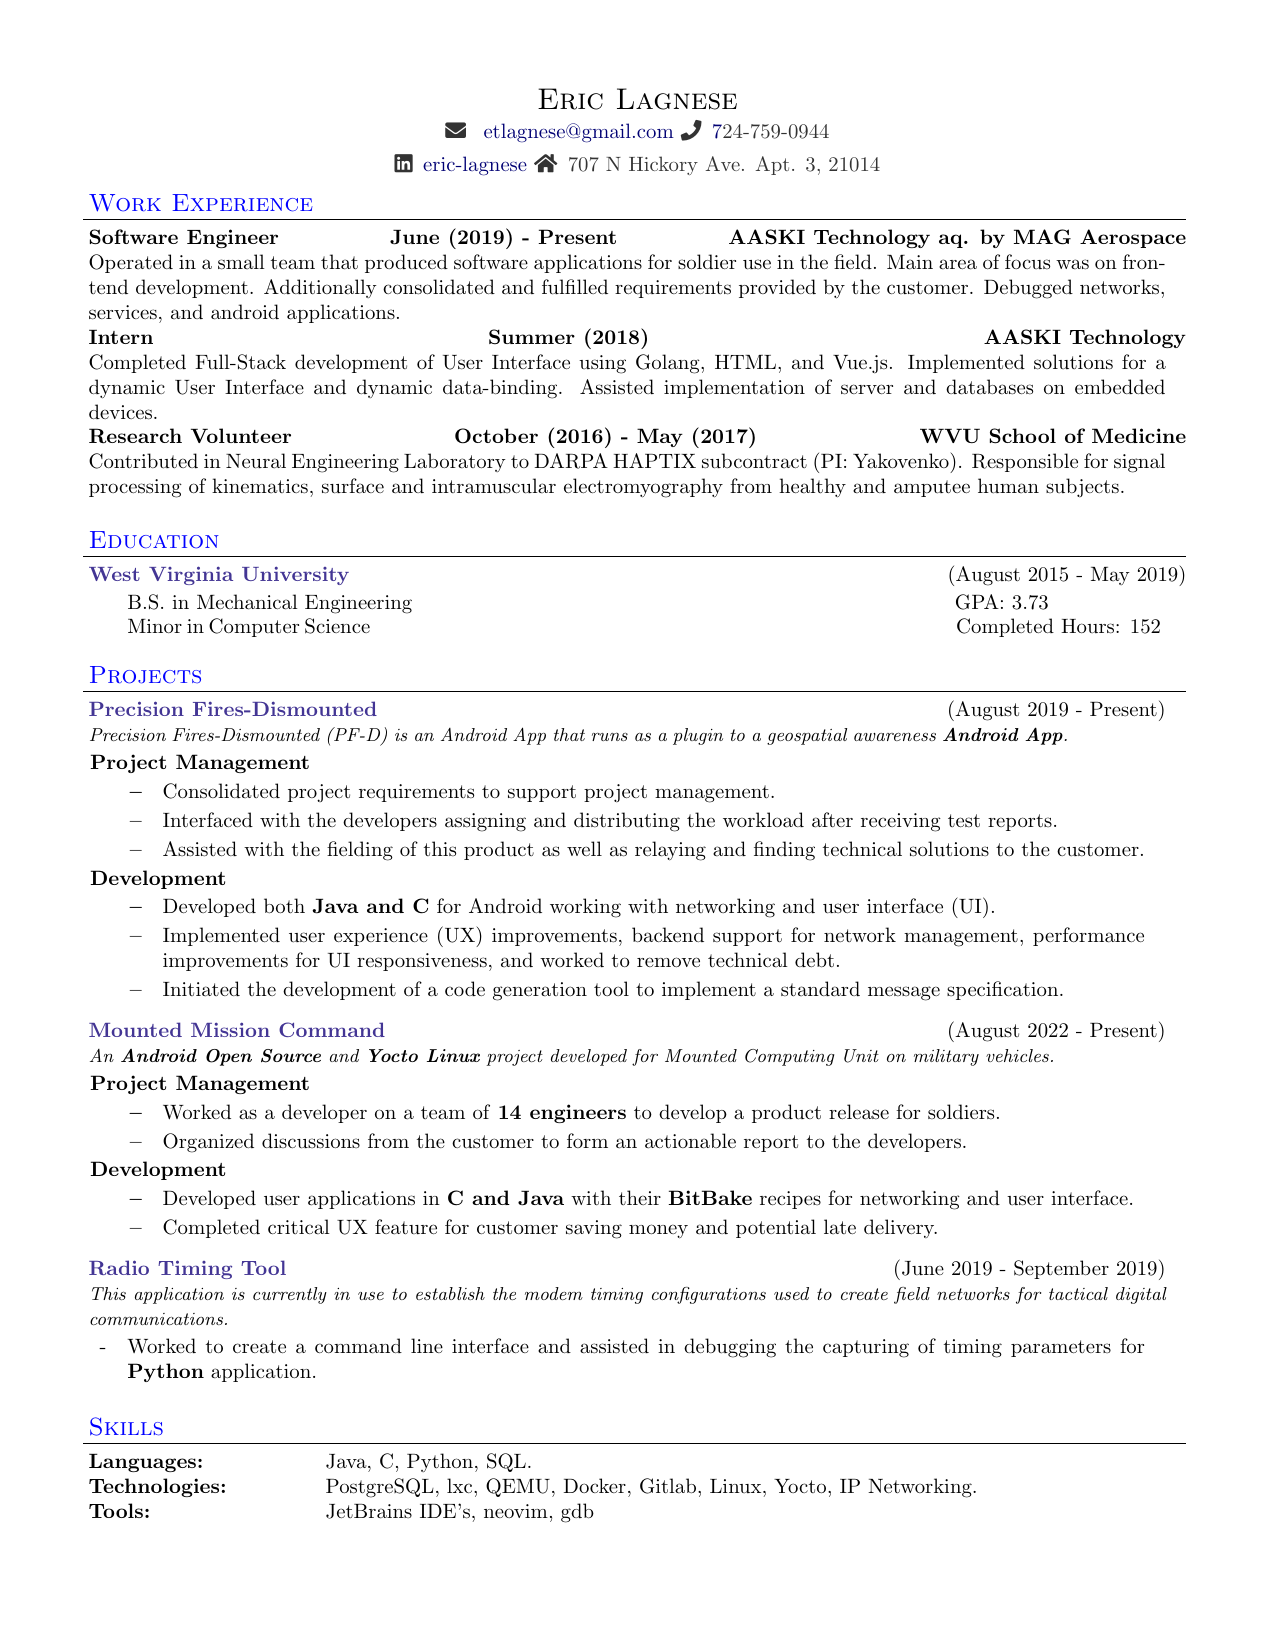 Eric Lagnese
etlagnese@gmail.com 724-759-0944
eric-lagnese 707 N Hickory Ave. Apt. 3, 21014
Work Experience
Software Engineer June (2019) - Present AASKI Technology aq. by MAG Aerospace
Operated in a small team that produced software applications for soldier use in the field. Main area of focus was on fron-
tend development. Additionally consolidated and fulfilled requirements provided by the customer. Debugged networks,
services, and android applications.
Intern Summer (2018) AASKI Technology
Completed Full-Stack development of User Interface using Golang, HTML, and Vue.js. Implemented solutions for a
dynamic User Interface and dynamic data-binding. Assisted implementation of server and databases on embedded
devices.
Research Volunteer October (2016) - May (2017) WVU School of Medicine
Contributed in Neural Engineering Laboratory to DARPA HAPTIX subcontract (PI: Yakovenko). Responsible for signal
processing of kinematics, surface and intramuscular electromyography from healthy and amputee human subjects.
Education
West Virginia University (August 2015 - May 2019)
B.S. in Mechanical Engineering GPA: 3.73
Minor in Computer Science Completed Hours: 152
Projects
Precision Fires-Dismounted (August 2019 - Present)
Precision Fires-Dismounted (PF-D) is an Android App that runs as a plugin to a geospatial awareness Android App.
Project Management
– Consolidated project requirements to support project management.
– Interfaced with the developers assigning and distributing the workload after receiving test reports.
– Assisted with the fielding of this product as well as relaying and finding technical solutions to the customer.
Development
– Developed both Java and C for Android working with networking and user interface (UI).
– Implemented user experience (UX) improvements, backend support for network management, performance
improvements for UI responsiveness, and worked to remove technical debt.
– Initiated the development of a code generation tool to implement a standard message specification.
Mounted Mission Command (August 2022 - Present)
An Android Open Source and Yocto Linux project developed for Mounted Computing Unit on military vehicles.
Project Management
– Worked as a developer on a team of 14 engineers to develop a product release for soldiers.
– Organized discussions from the customer to form an actionable report to the developers.
Development
– Developed user applications in C and Java with their BitBake recipes for networking and user interface.
– Completed critical UX feature for customer saving money and potential late delivery.
Radio Timing Tool (June 2019 - September 2019)
This application is currently in use to establish the modem timing configurations used to create field networks for tactical digital
communications.
- Worked to create a command line interface and assisted in debugging the capturing of timing parameters for
Python application.
Skills
Languages: Java, C, Python, SQL.
Technologies: PostgreSQL, lxc, QEMU, Docker, Gitlab, Linux, Yocto, IP Networking.
Tools: JetBrains IDE's, neovim, gdb